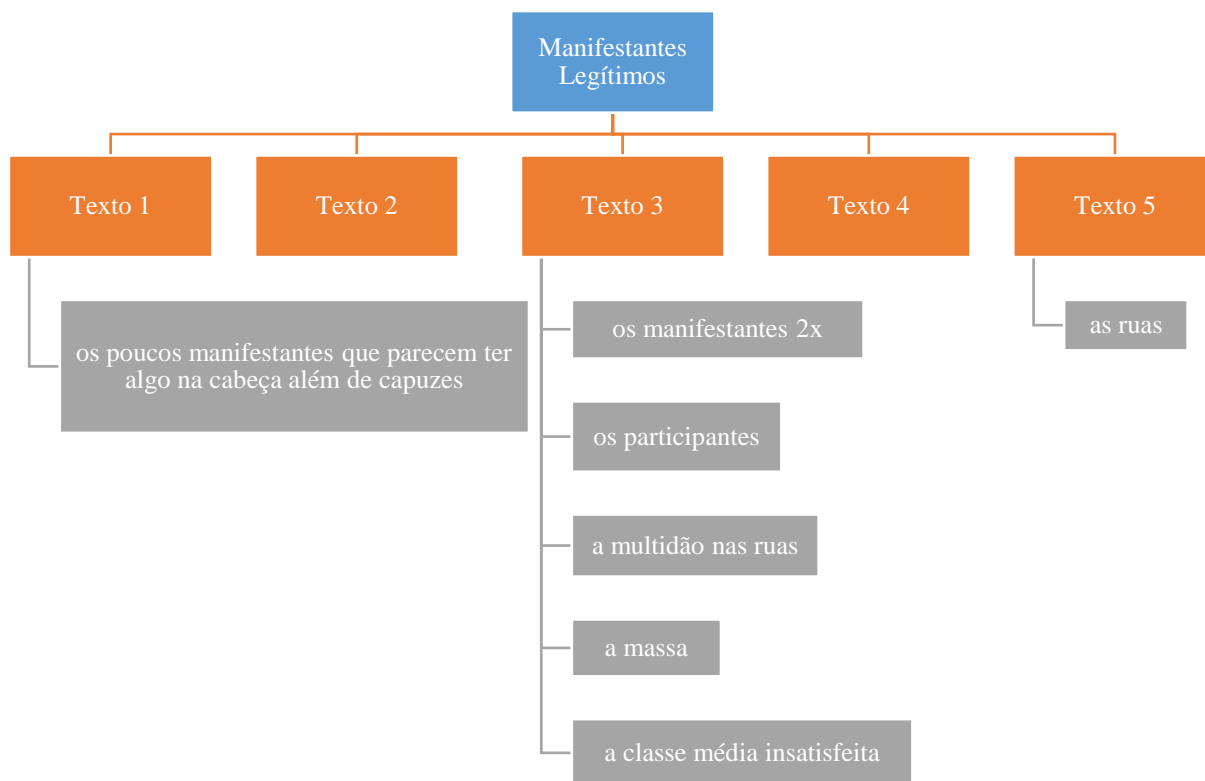 Manifestantes
Legítimos
Texto 1
Texto 2
Texto 3
Texto 4
Texto 5
os poucos manifestantes que parecem ter
algo na cabeça além de capuzes
os manifestantes 2x
os participantes
a multidão nas ruas
a massa
a classe média insatisfeita
as ruas